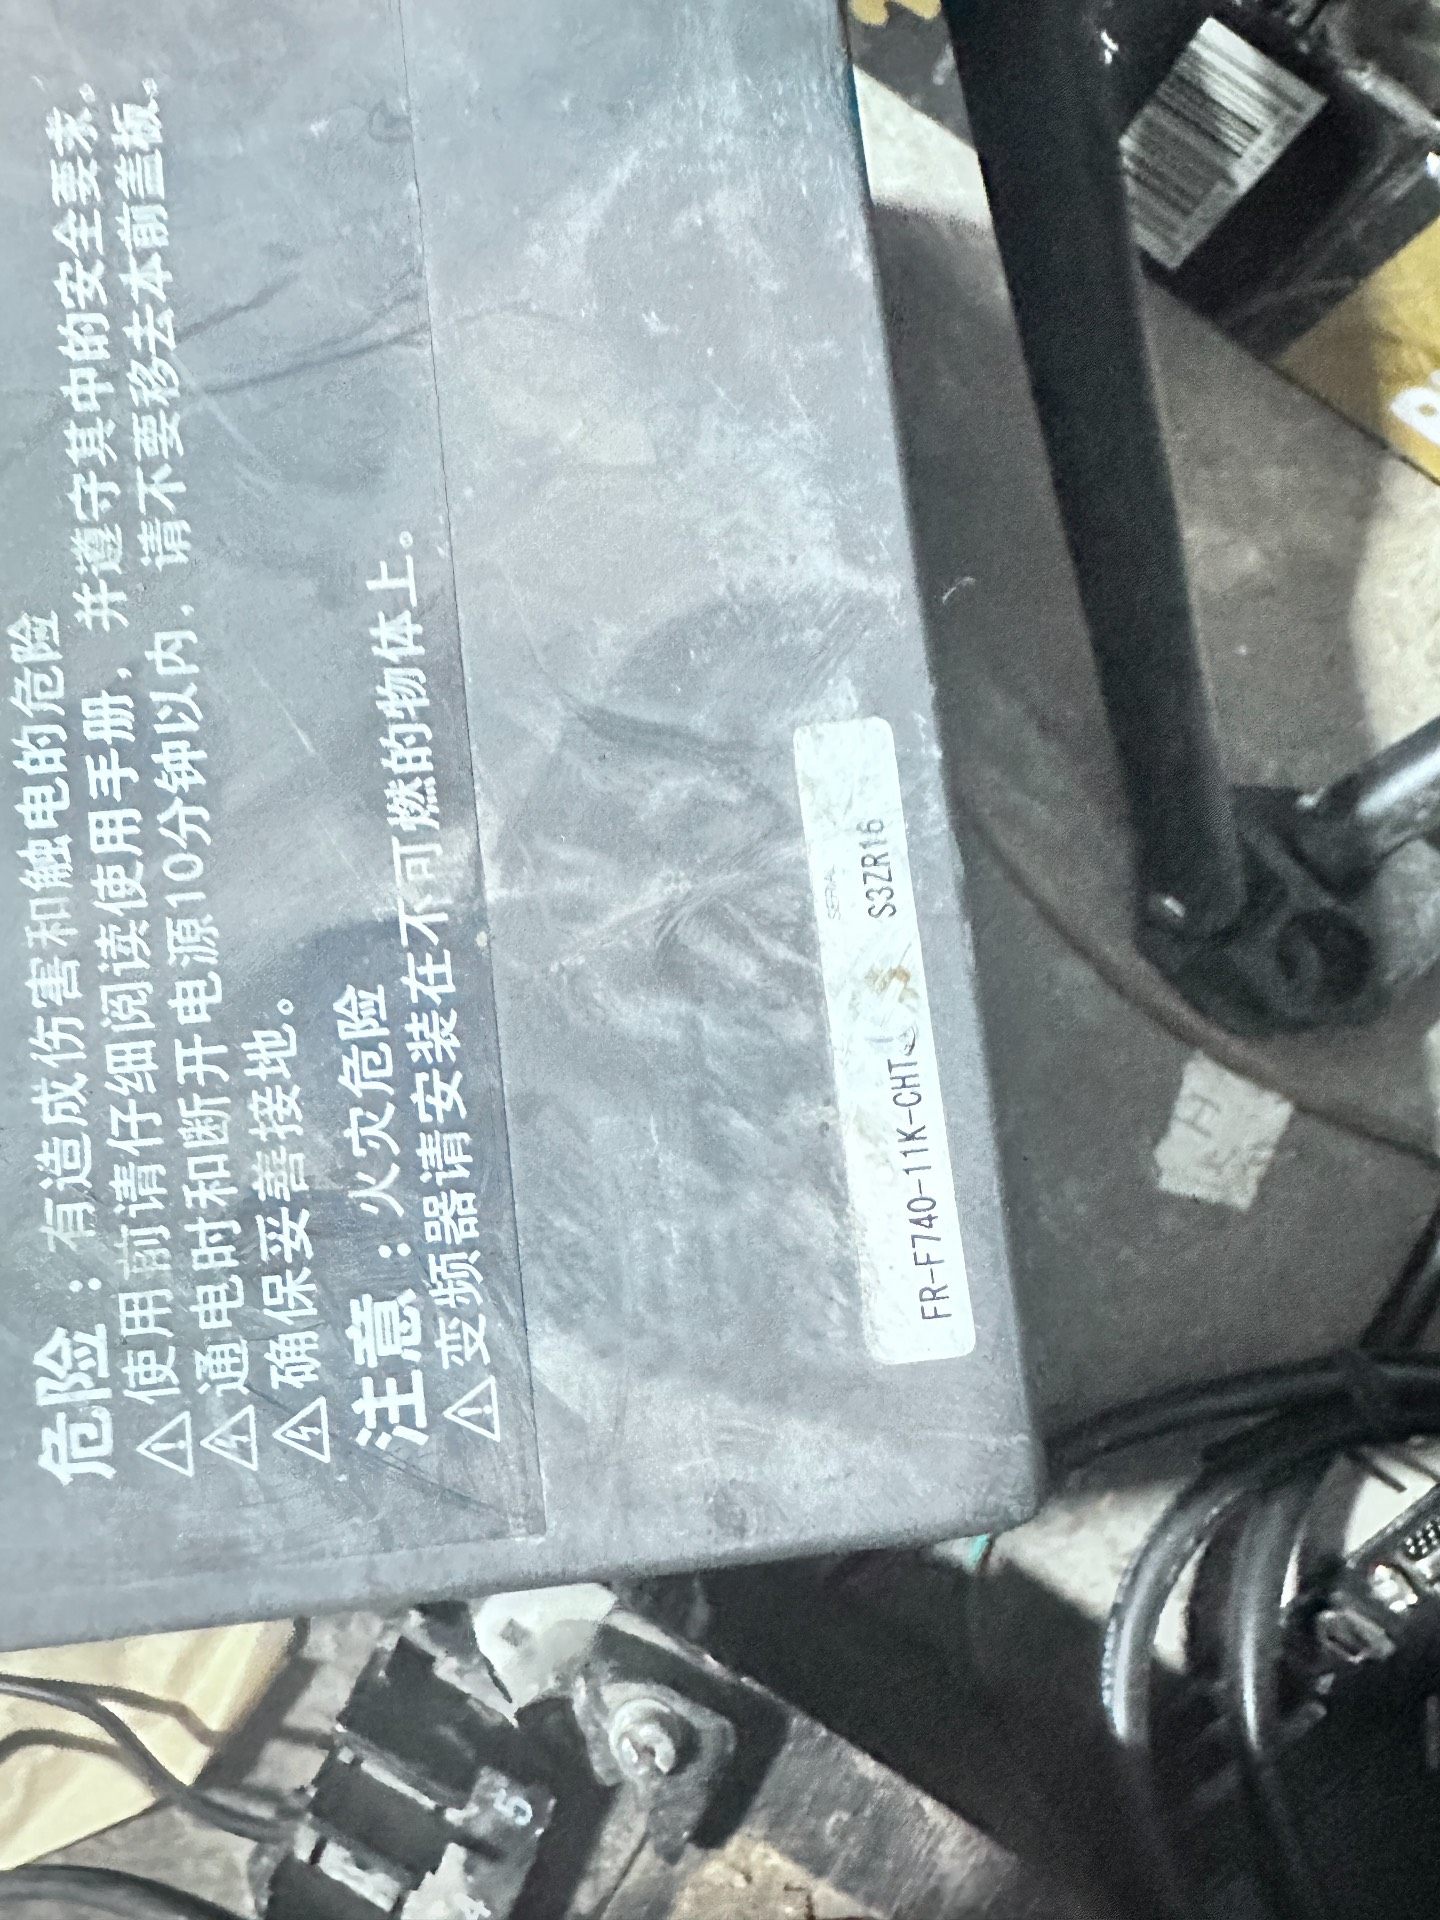 危险：有造成伤害和触电的危险
使用前请仔细阅读使用手册，并遵守其中的安全要求。
通电时和断开电源10分钟以内，请不要移去本前盖板。
确保妥善接地。
注意：火灾危险
变频器请安装在不可燃的物体上。
SERIAL
FR-F740-11K-CHT S3ZR16
5
4
H